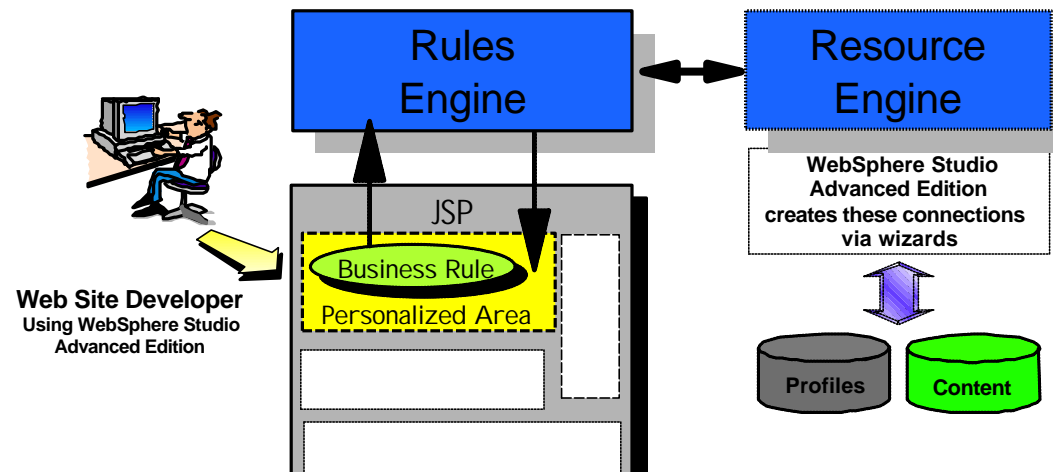 Rules
Engine
Resource
Engine
WebSphere Studio
Advanced Edition
creates these connections
via wizards
JSP
Business Rule
Personalized Area
Web Site Developer
Using WebSphere Studio
Advanced Edition
Profiles
Content